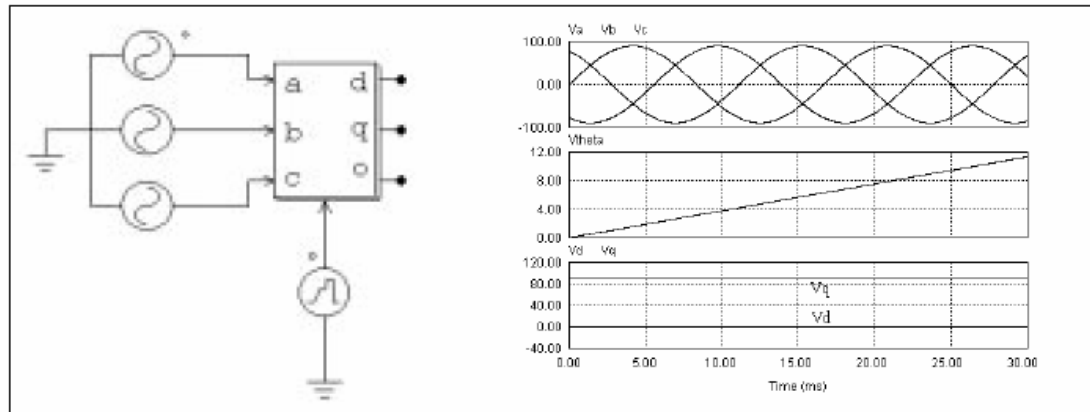 a d
b q
c o
Va Vb Vc
100.00
0.00
-100.00
Vtheta
12.00
8.00
4.00
0.00
Vd Vq
120.00
80.00
40.00
0.00
-40.00
Vq
Vd
0.00 5.00 10.00 15.00 20.00 25.00 30.00
Time (ms)